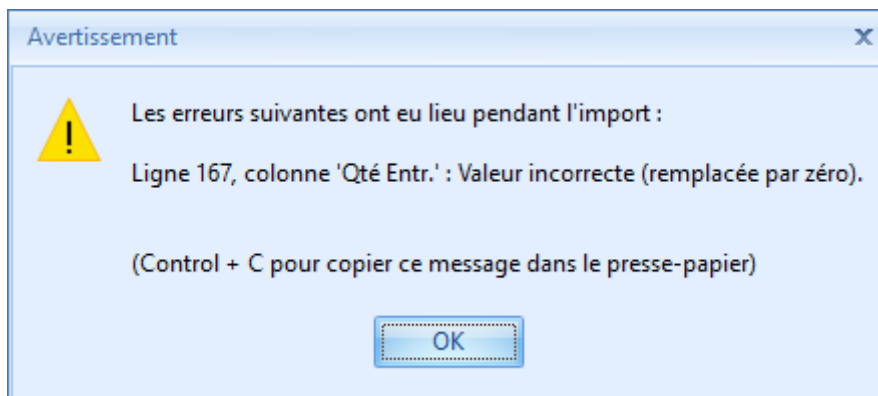 Avertissement
Les erreurs suivantes ont eu lieu pendant l'import :
Ligne 167, colonne 'Qté Entr.' : Valeur incorrecte (remplacée par zéro).
(Control + C pour copier ce message dans le presse-papier)
OK